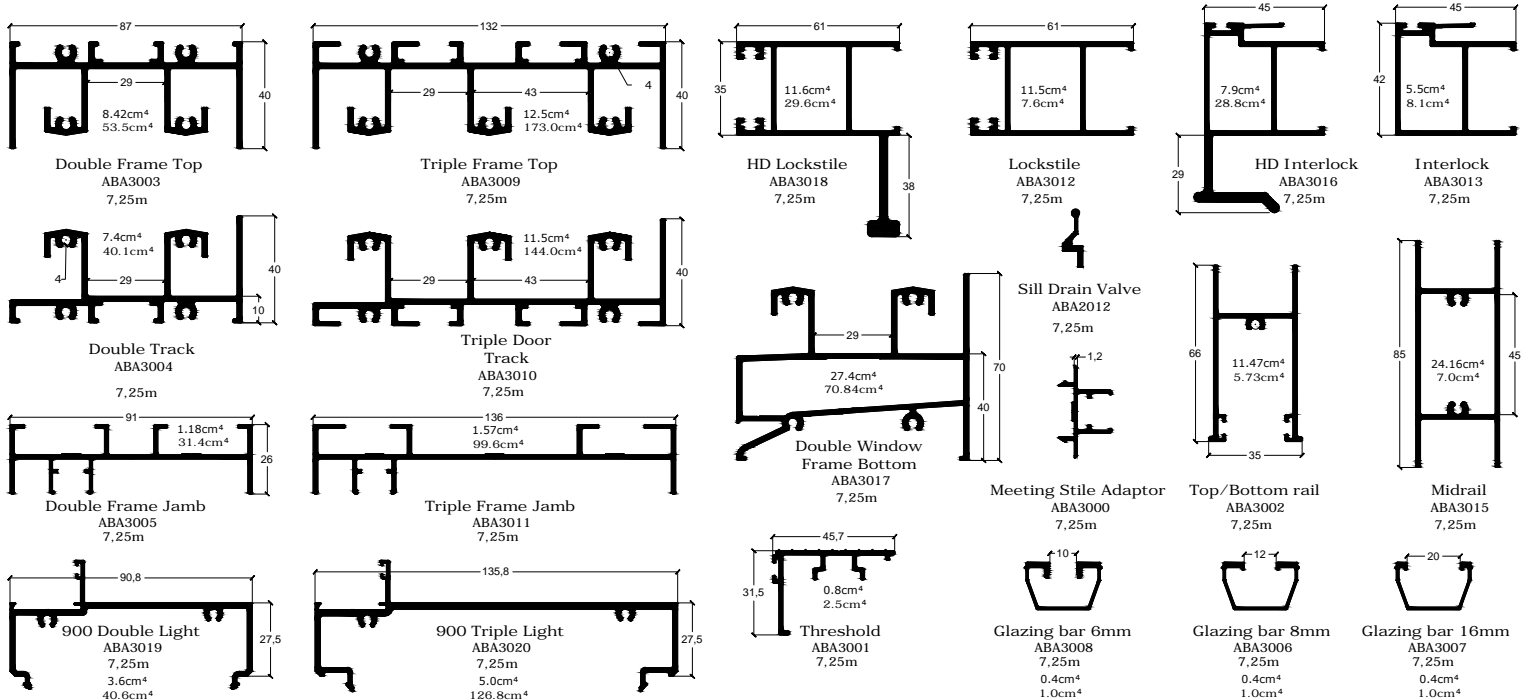 87
29
8.42cm⁴
53.5cm⁴
40
Double Frame Top
ABA3003
7,25m
132
29
43
4
12.5cm⁴
173.0cm⁴
40
Triple Frame Top
ABA3009
7,25m
61
35
11.6cm⁴
29.6cm⁴
38
HD Lockstile
ABA3018
7,25m
61
11.5cm⁴
7.6cm⁴
Lockstile
ABA3012
7,25m
45
7.9cm⁴
28.8cm⁴
29
HD Interlock
ABA3016
7,25m
45
42
5.5cm⁴
8.1cm⁴
Interlock
ABA3013
7,25m
7.4cm⁴
40.1cm⁴
4
29
40
10
Double Track
ABA3004
7,25m
11.5cm⁴
144.0cm⁴
29
43
40
Triple Door
Track
ABA3010
7,25m
29
27.4cm⁴
70.84cm⁴
70
40
Double Window
Frame Bottom
ABA3017
7,25m
Sill Drain Valve
ABA2012
7,25m
1,2
Meeting Stile Adaptor
ABA3000
7,25m
66
11.47cm⁴
5.73cm⁴
35
Top/Bottom rail
ABA3002
7,25m
85
24.16cm⁴
7.0cm⁴
45
Midrail
ABA3015
7,25m
91
1.18cm⁴
31.4cm⁴
26
Double Frame Jamb
ABA3005
7,25m
136
1.57cm⁴
99.6cm⁴
Triple Frame Jamb
ABA3011
7,25m
90,8
27,5
900 Double Light
ABA3019
7,25m
3.6cm⁴
40.6cm⁴
135,8
27,5
900 Triple Light
ABA3020
7,25m
5.0cm⁴
126.8cm⁴
45,7
31,5
0.8cm⁴
2.5cm⁴
Threshold
ABA3001
7,25m
10
Glazing bar 6mm
ABA3008
7,25m
0.4cm⁴
1.0cm⁴
12
Glazing bar 8mm
ABA3006
7,25m
0.4cm⁴
1.0cm⁴
20
Glazing bar 16mm
ABA3007
7,25m
0.4cm⁴
1.0cm⁴